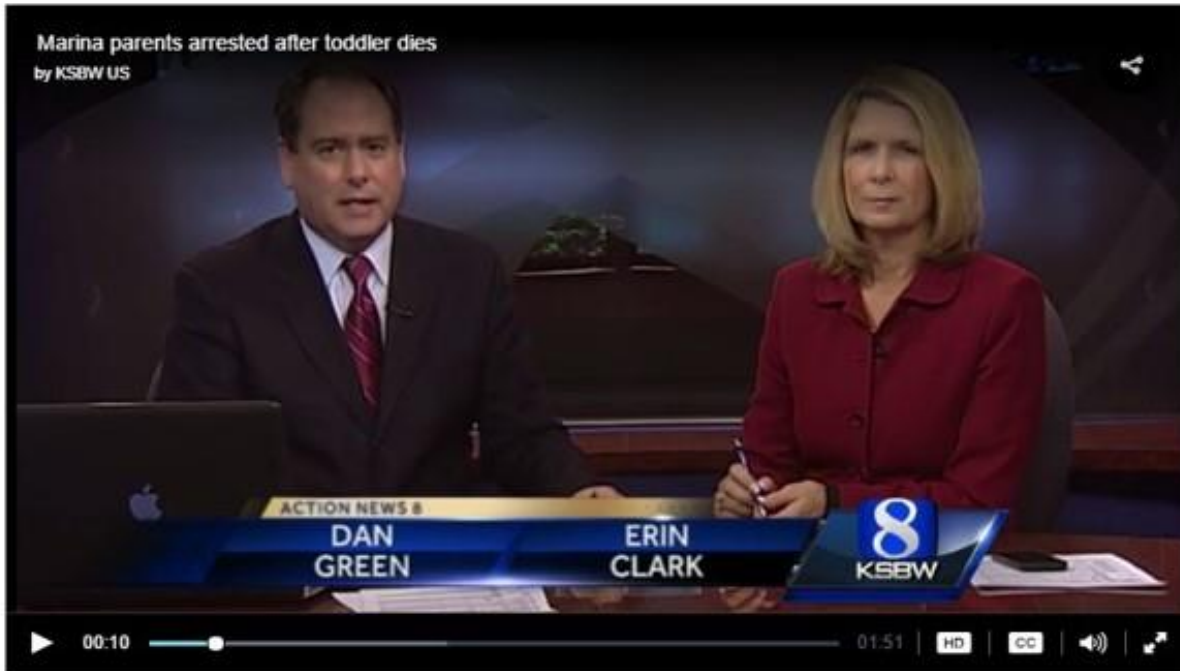 Marina parents arrested after toddler dies
by KSBW US
ACTION NEWS 8
DAN
GREEN
ERIN
CLARK
8
KSBW
00:10
01:51
HD
CC